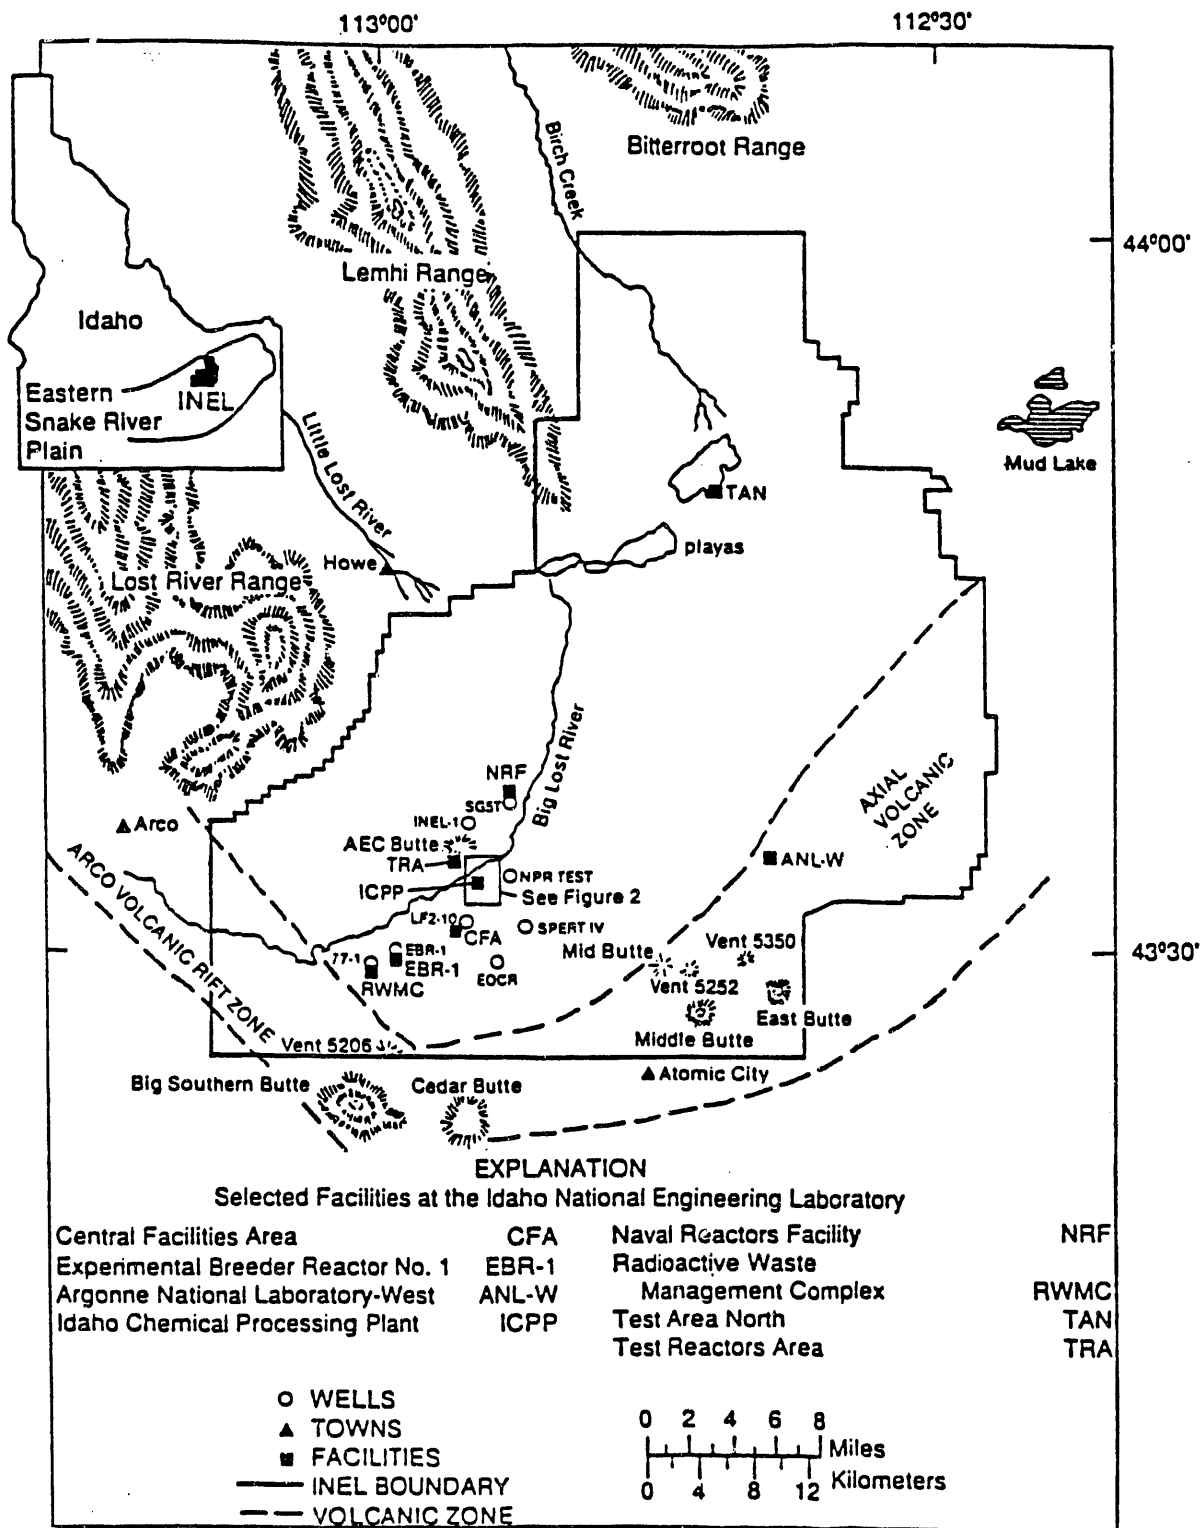 113°00'
112°30'
Birch Creek
Bitterroot Range
44°00'
Lemhi Range
Idaho
Eastern
Snake River
Plain
INEL
Little Lost River
Mud Lake
TAN
playas
Howe
Lost River Range
Big Lost River
NRF
SGST
INEL-1
AXIAL
VOLCANIC
ZONE
Arco
AEC Butte
TRA
ANL-W
ARCO VOLCANIC RIFT ZONE
ICPP
NPR TEST
See Figure 2
LF2-10
CFA
SPERT IV
Mid Butte
Vent 5350
43°30'
77-1
EBR-1
EBR-1
RWMC
EOCR
Vent 5252
East Butte
Middle Butte
Vent 5206
Atomic City
Big Southern Butte
Cedar Butte
EXPLANATION
Selected Facilities at the Idaho National Engineering Laboratory
Central Facilities Area CFA
Experimental Breeder Reactor No. 1 EBR-1
Argonne National Laboratory-West ANL-W
Idaho Chemical Processing Plant ICPP
Naval Reactors Facility NRF
Radioactive Waste
Management Complex RWMC
Test Area North TAN
Test Reactors Area TRA
WELLS
TOWNS
FACILITIES
INEL BOUNDARY
VOLCANIC ZONE
0 2 4 6 8
Miles
Kilometers
0 4 8 12